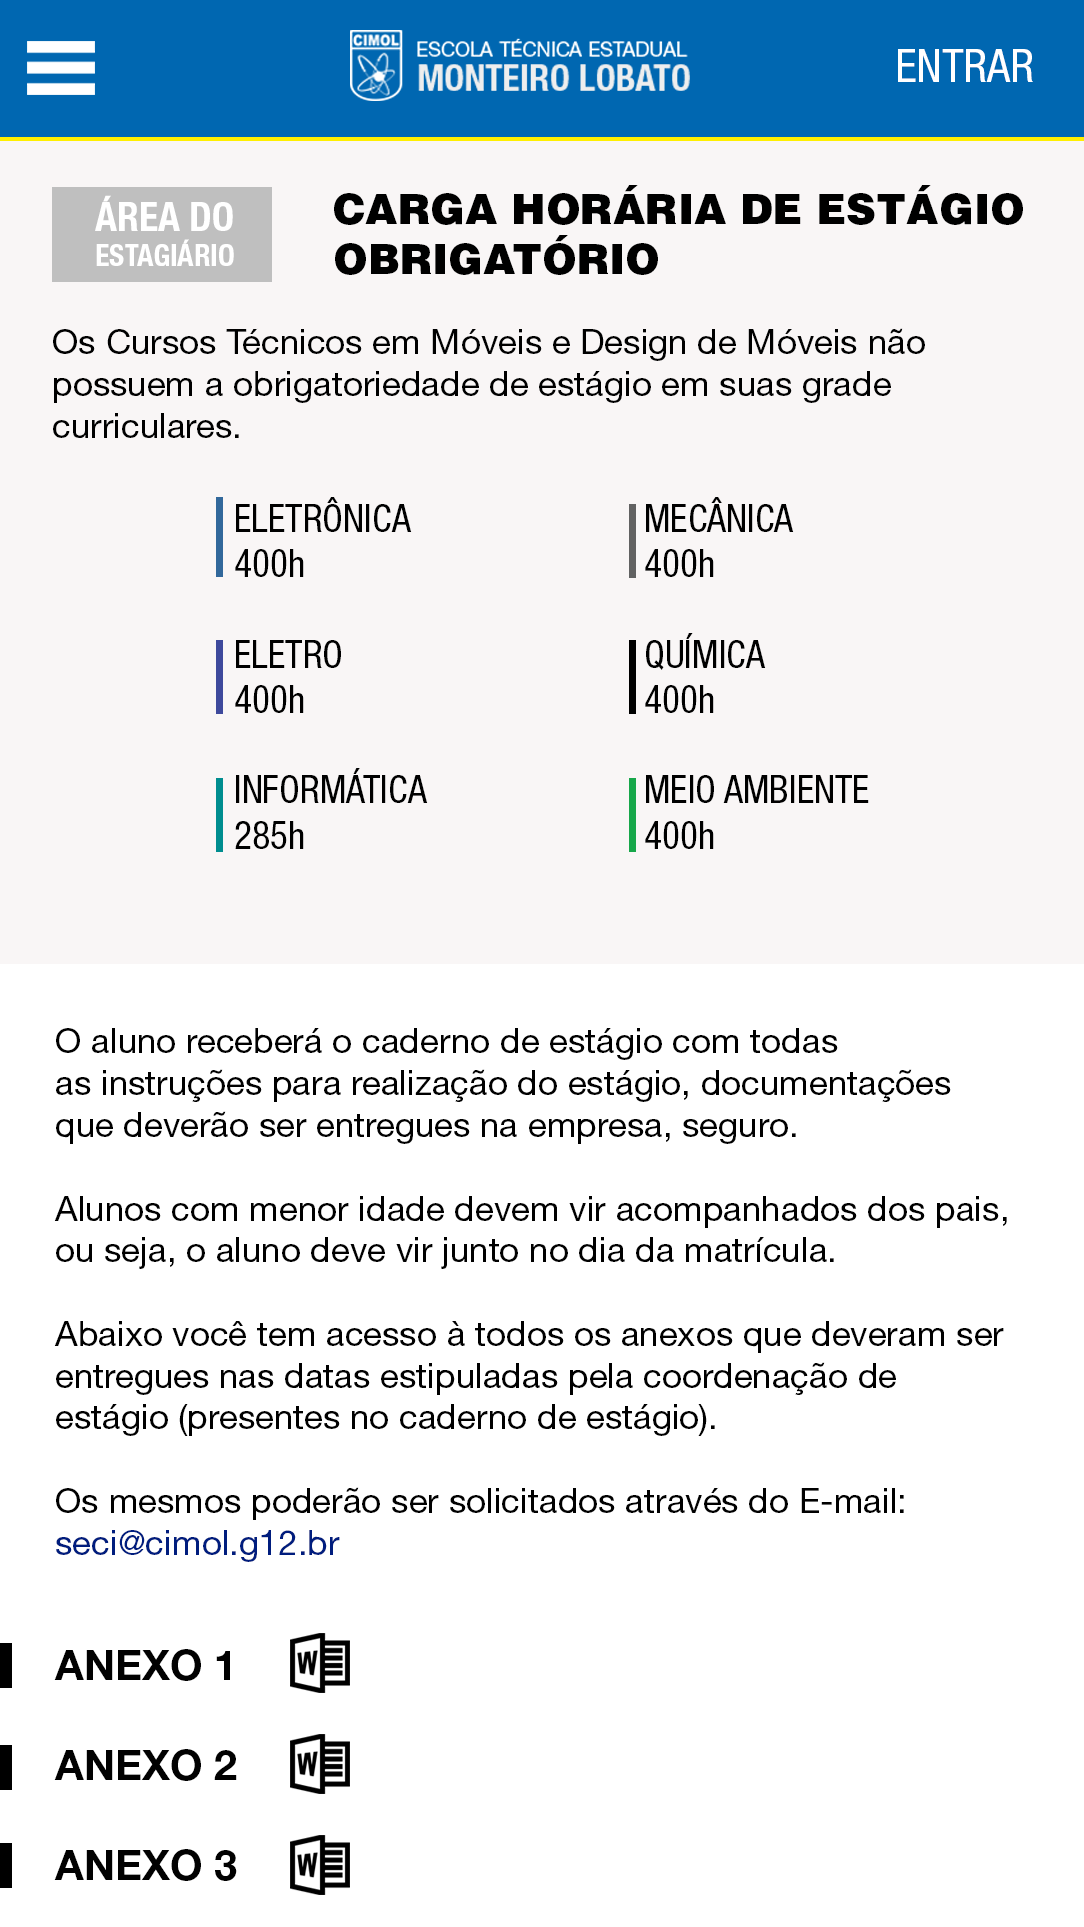 CIMOL
ESCOLA TÉCNICA ESTADUAL
MONTEIRO LOBATO
ENTRAR
ÁREA DO
ESTAGIÁRIO
CARGA HORÁRIA DE ESTÁGIO
OBRIGATÓRIO
Os Cursos Técnicos em Móveis e Design de Móveis não
possuem a obrigatoriedade de estágio em suas grade
curriculares.
ELETRÔNICA
400h
MECÂNICA
400h
ELETRO
400h
QUÍMICA
400h
INFORMÁTICA
285h
MEIO AMBIENTE
400h
O aluno receberá o caderno de estágio com todas
as instruções para realização do estágio, documentações
que deverão ser entregues na empresa, seguro.
Alunos com menor idade devem vir acompanhados dos pais,
ou seja, o aluno deve vir junto no dia da matrícula.
Abaixo você tem acesso à todos os anexos que deveram ser
entregues nas datas estipuladas pela coordenação de
estágio (presentes no caderno de estágio).
Os mesmos poderão ser solicitados através do E-mail:
seci@cimol.g12.br
ANEXO 1
W
ANEXO 2
W
ANEXO 3
W